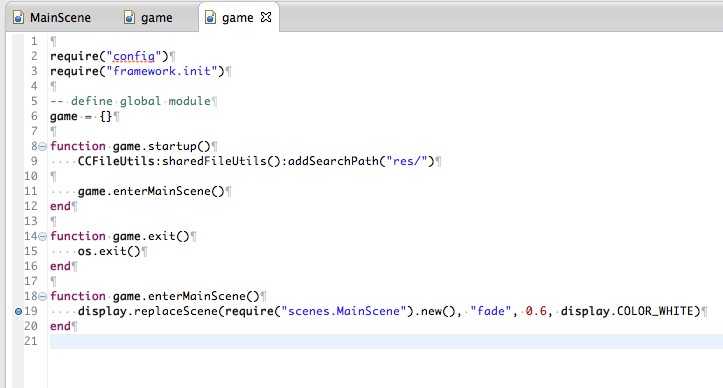 MainScene game game
1
2 require("config")
3 require("framework.init")
4
5 -- define global module
6 game = {}
7
8 function game.startup()
9 CCFileUtils:sharedFileUtils():addSearchPath("res/")
10
11 game.enterMainScene()
12 end
13
14 function game.exit()
15 os.exit()
16 end
17
18 function game.enterMainScene()
19 display.replaceScene(require("scenes.MainScene").new(), "fade", 0.6, display.COLOR_WHITE)
20 end
21